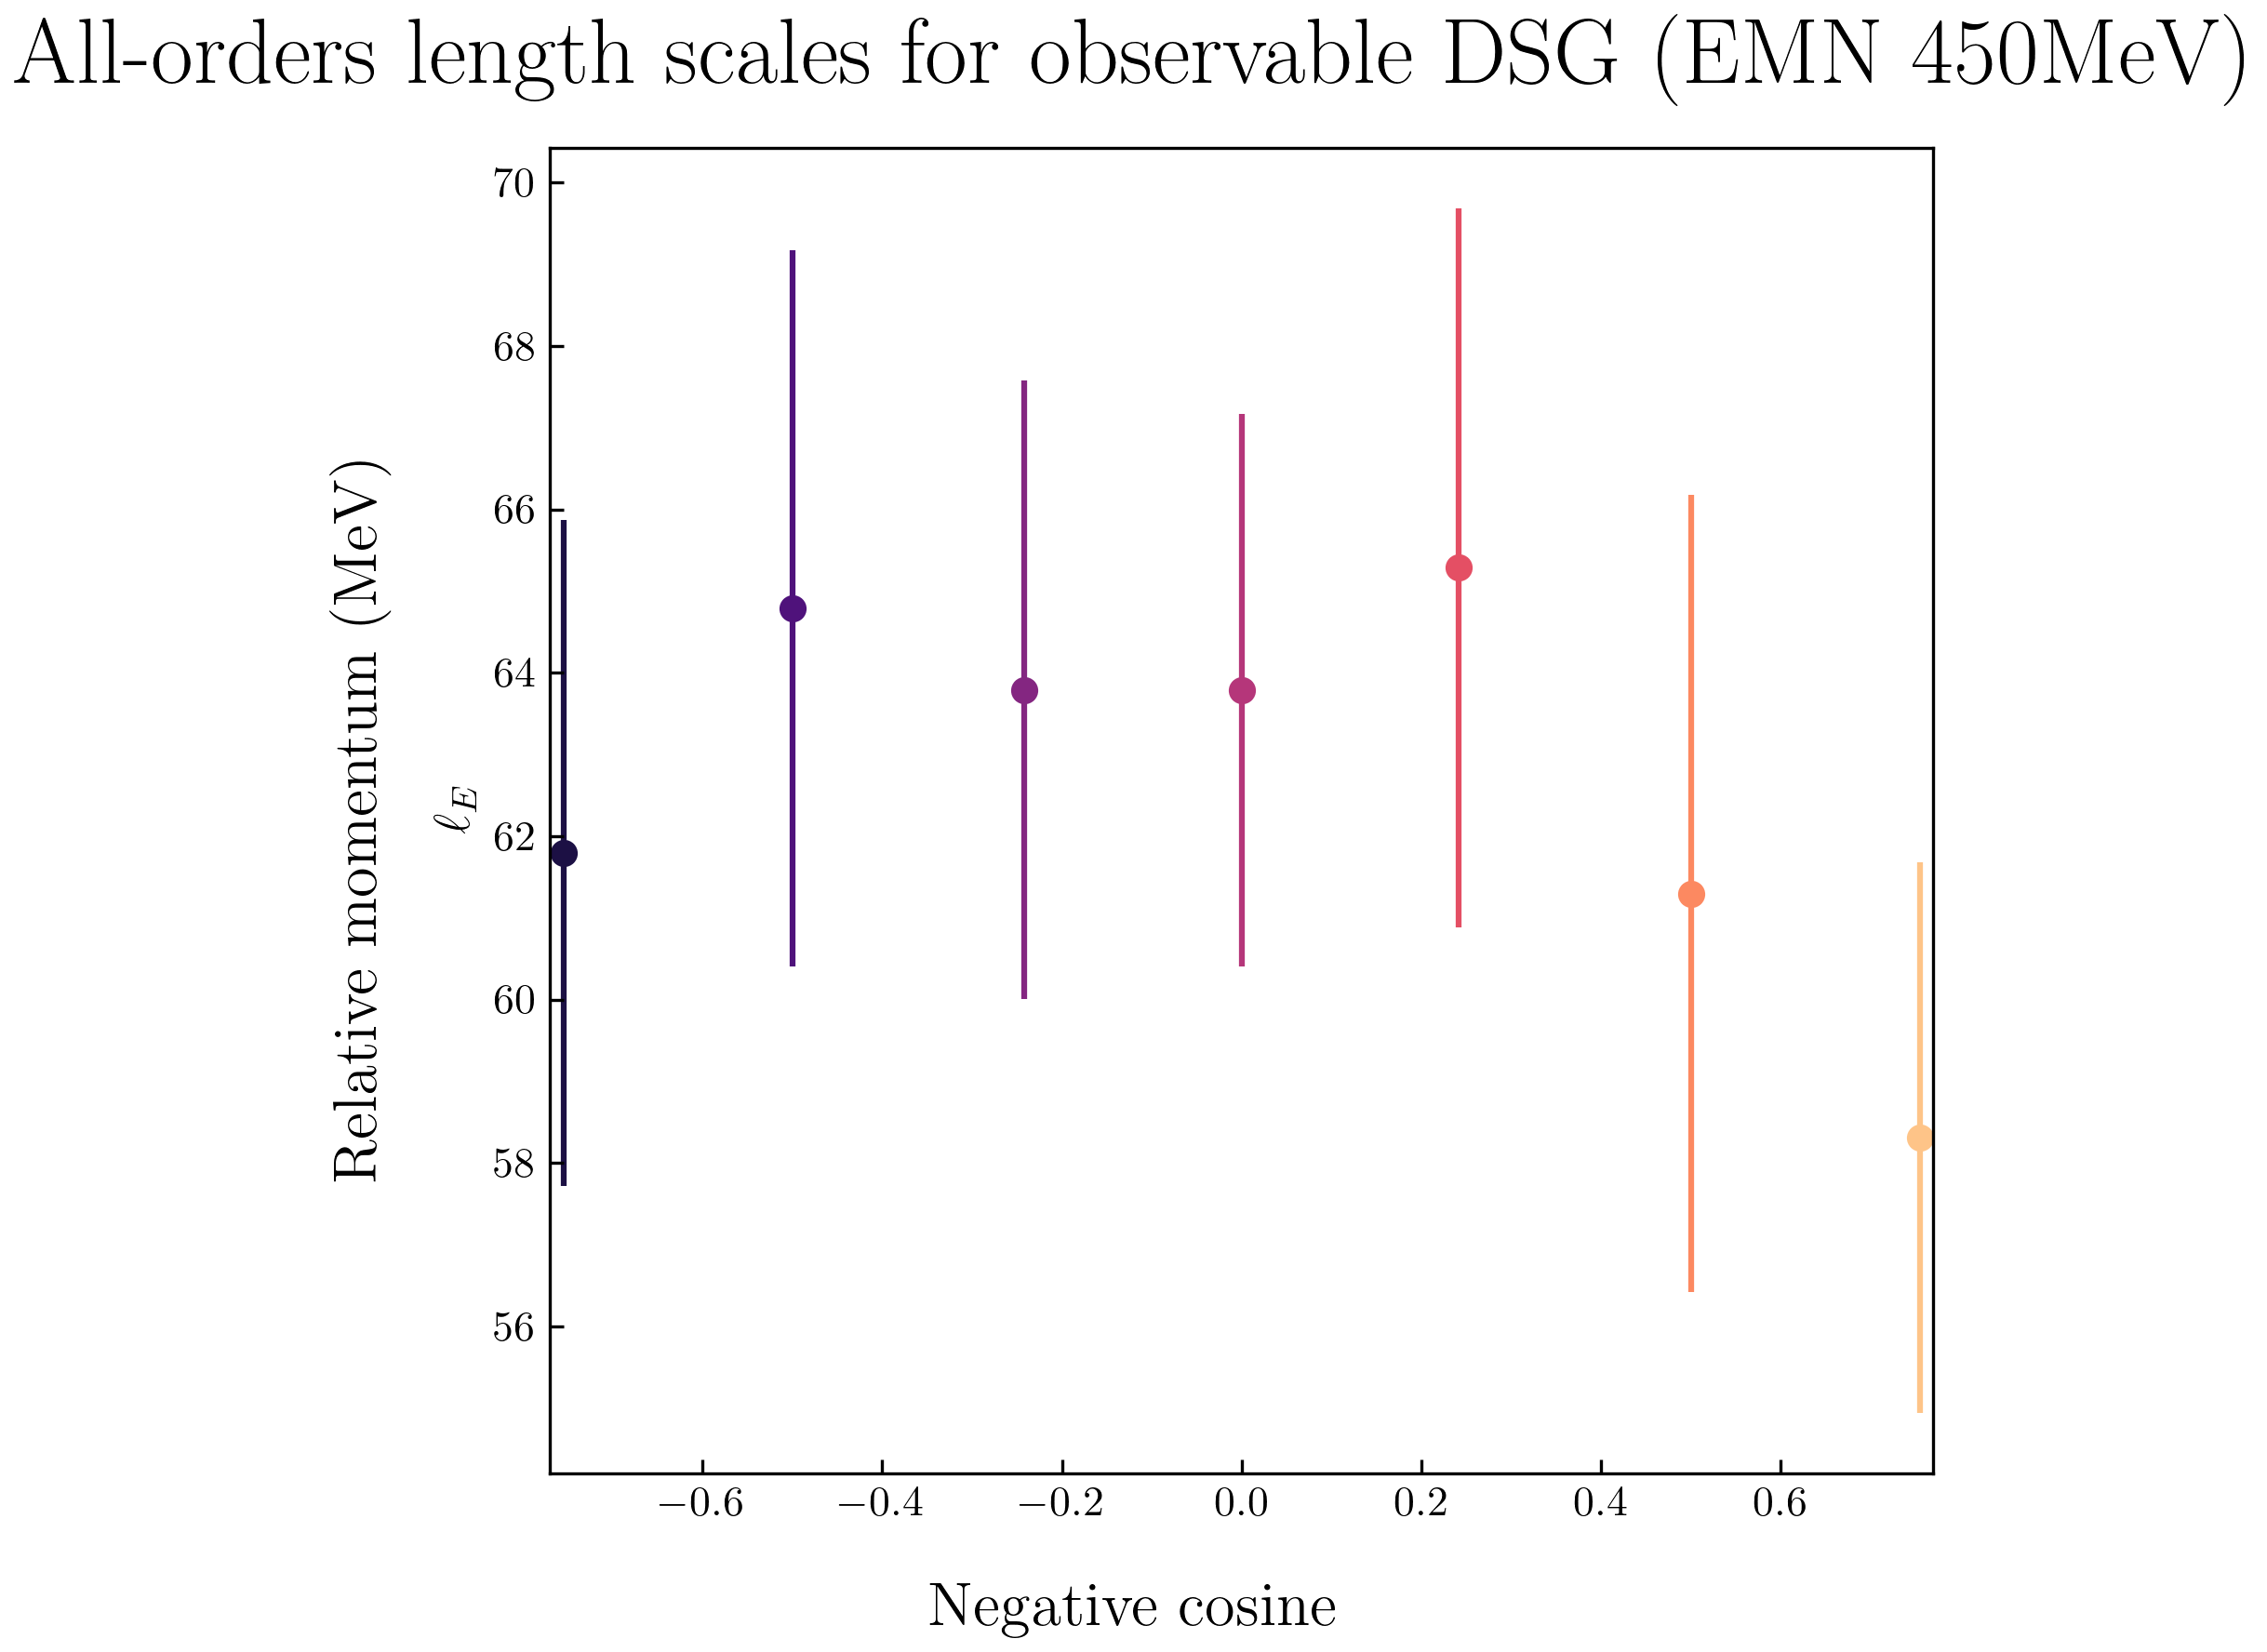 All-orders length scales for observable DSG (EMN 450MeV)
Relative momentum (MeV)
ℓ_E
70
68
66
64
62
60
58
56
−0.6 −0.4 −0.2 0.0 0.2 0.4 0.6
Negative cosine